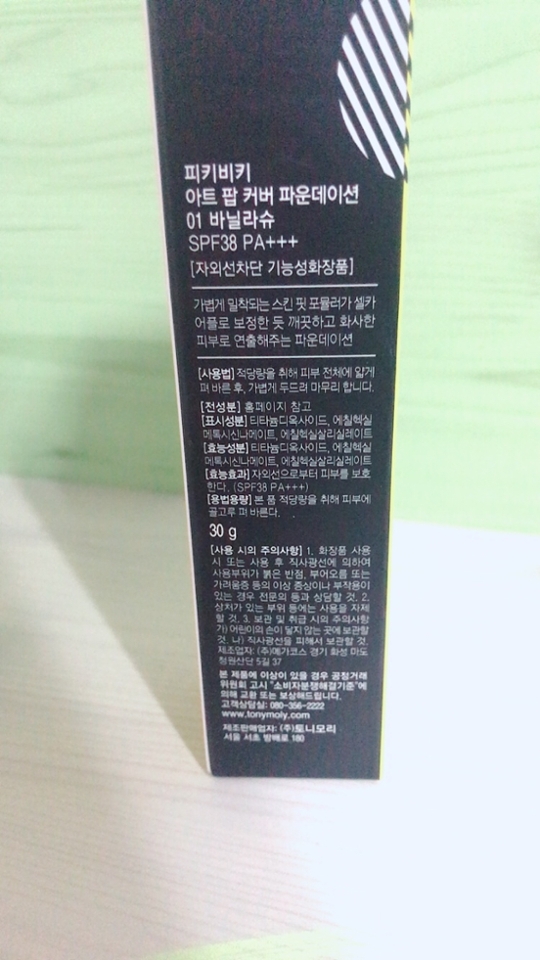 피키비키
아트 팝 커버 파운데이션
01 바닐라슈
SPF38 PA+++
[자외선차단 기능성화장품]
가볍게 밀착되는 스킨 핏 포뮬러가 셀카
어플로 보정한 듯 깨끗하고 화사한
피부로 연출해주는 파운데이션
[사용법] 적당량을 취해 피부 전체에 얇게
펴 바른 후, 가볍게 두드려 마무리 합니다.
[전성분] 홈페이지 참고
[표시성분] 티타늄디옥사이드, 에칠헥실
메톡시신나메이트, 에칠헥실살리실레이트
[효능성분] 티타늄디옥사이드, 에칠헥실
메톡시신나메이트, 에칠헥실살리실레이트
[효능효과] 자외선으로부터 피부를 보호
한다. (SPF38 PA+++)
[용법용량] 본 품 적당량을 취해 피부에
골고루 펴 바른다.
30 g
[사용 시의 주의사항] 1. 화장품 사용
시 또는 사용 후 직사광선에 의하여
사용부위가 붉은 반점, 부어오름 또는
가려움증 등의 이상 증상이나 부작용이
있는 경우 전문의 등과 상담할 것. 2.
상처가 있는 부위 등에는 사용을 자제
할 것. 3. 보관 및 취급 시의 주의사항
가) 어린이의 손이 닿지 않는 곳에 보관할
것. 나) 직사광선을 피해서 보관할 것.
제조업자: (주)메가코스 경기 화성 마도
청원산단 5길 37
본 제품에 이상이 있을 경우 공정거래
위원회 고시 "소비자분쟁해결기준"에
의해 교환 또는 보상해드립니다.
고객상담실: 080-356-2222
www.tonymoly.com
제조판매업자: (주)토니모리
서울 서초 방배로 180